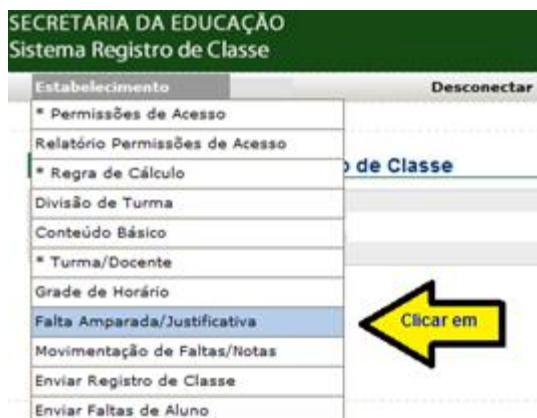 SECRETARIA DA EDUCAÇÃO
Sistema Registro de Classe
Estabelecimento
Desconectar
* Permissões de Acesso
Relatório Permissões de Acesso
* Regra de Cálculo
o de Classe
Divisão de Turma
Conteúdo Básico
* Turma/Docente
Grade de Horário
Falta Amparada/Justificativa
Clicar em
Movimentação de Faltas/Notas
Enviar Registro de Classe
Enviar Faltas de Aluno